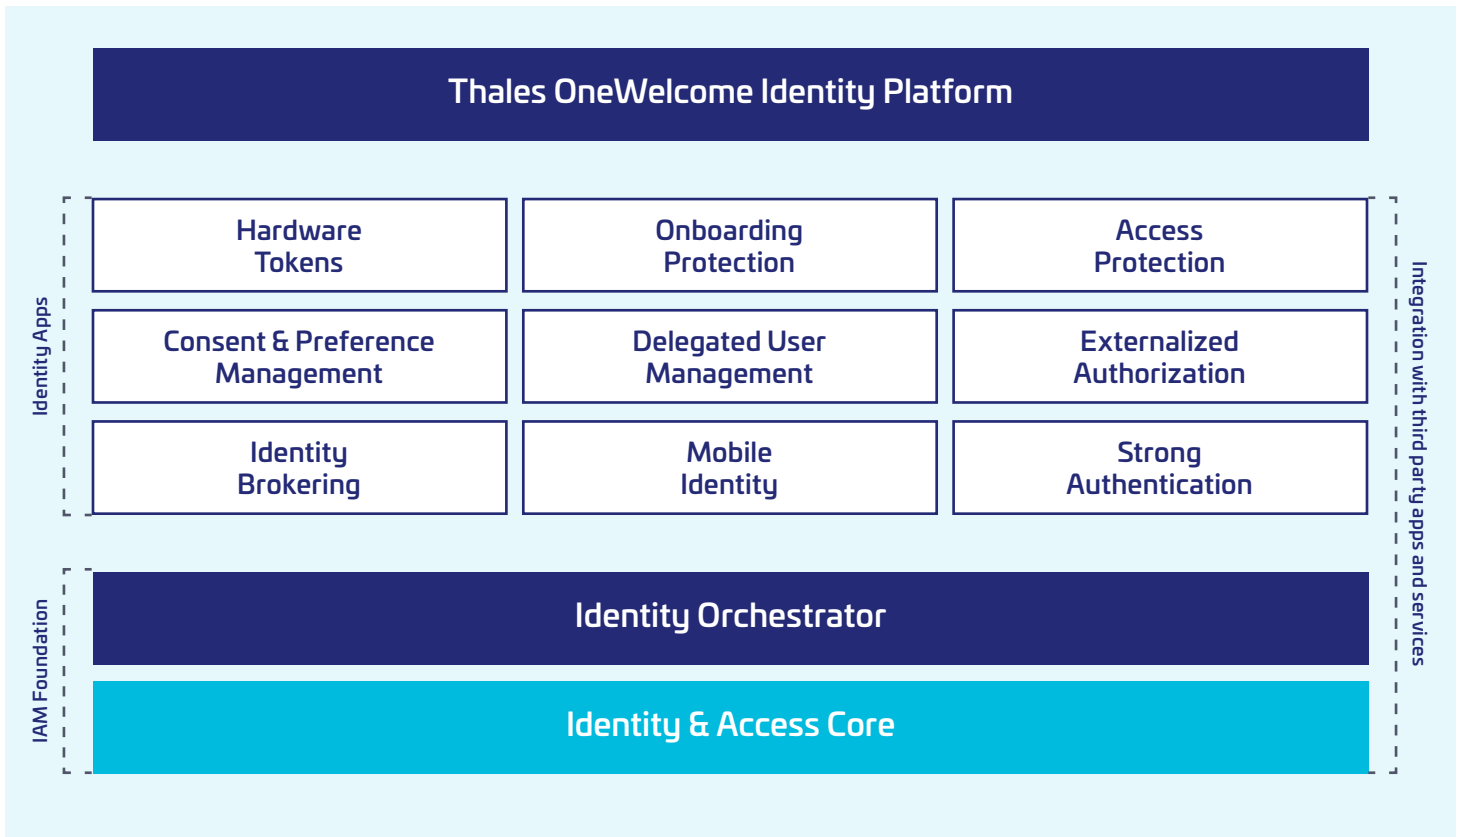 Thales OneWelcome Identity Platform
Identity Apps
Hardware
Tokens
Onboarding
Protection
Access
Protection
Consent & Preference
Management
Delegated User
Management
Externalized
Authorization
Identity
Brokering
Mobile
Identity
Strong
Authentication
Integration with third party apps and services
IAM Foundation
Identity Orchestrator
Identity & Access Core